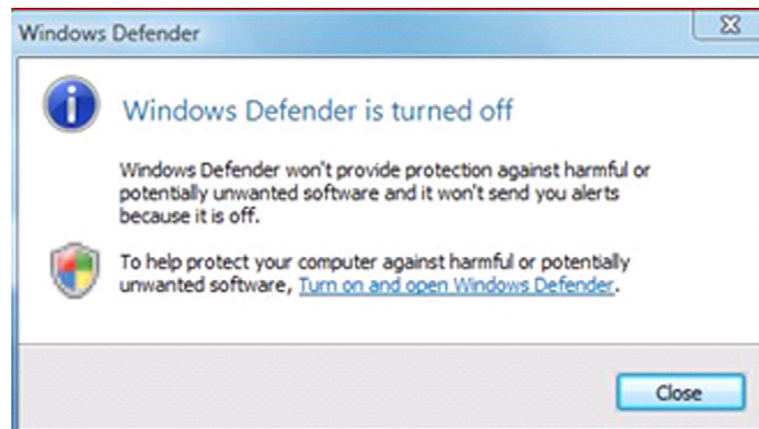 Windows Defender
Windows Defender is turned off
Windows Defender won't provide protection against harmful or
potentially unwanted software and it won't send you alerts
because it is off.
To help protect your computer against harmful or potentially
unwanted software, Turn on and open Windows Defender.
Close